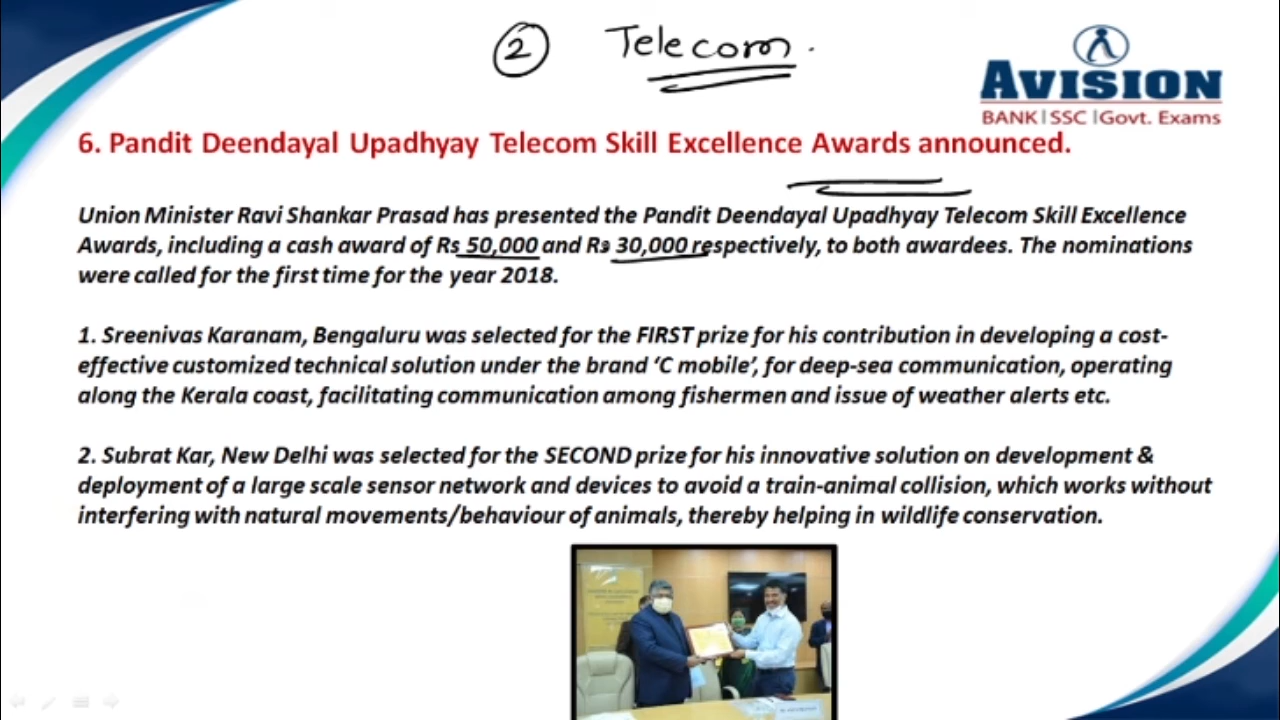 ② Telecom.
AVISION
BANK | SSC | Govt. Exams
6. Pandit Deendayal Upadhyay Telecom Skill Excellence Awards announced.
Union Minister Ravi Shankar Prasad has presented the Pandit Deendayal Upadhyay Telecom Skill Excellence
Awards, including a cash award of Rs 50,000 and Rs 30,000 respectively, to both awardees. The nominations
were called for the first time for the year 2018.
1. Sreenivas Karanam, Bengaluru was selected for the FIRST prize for his contribution in developing a cost-
effective customized technical solution under the brand ‘C mobile’, for deep-sea communication, operating
along the Kerala coast, facilitating communication among fishermen and issue of weather alerts etc.
2. Subrat Kar, New Delhi was selected for the SECOND prize for his innovative solution on development &
deployment of a large scale sensor network and devices to avoid a train-animal collision, which works without
interfering with natural movements/behaviour of animals, thereby helping in wildlife conservation.